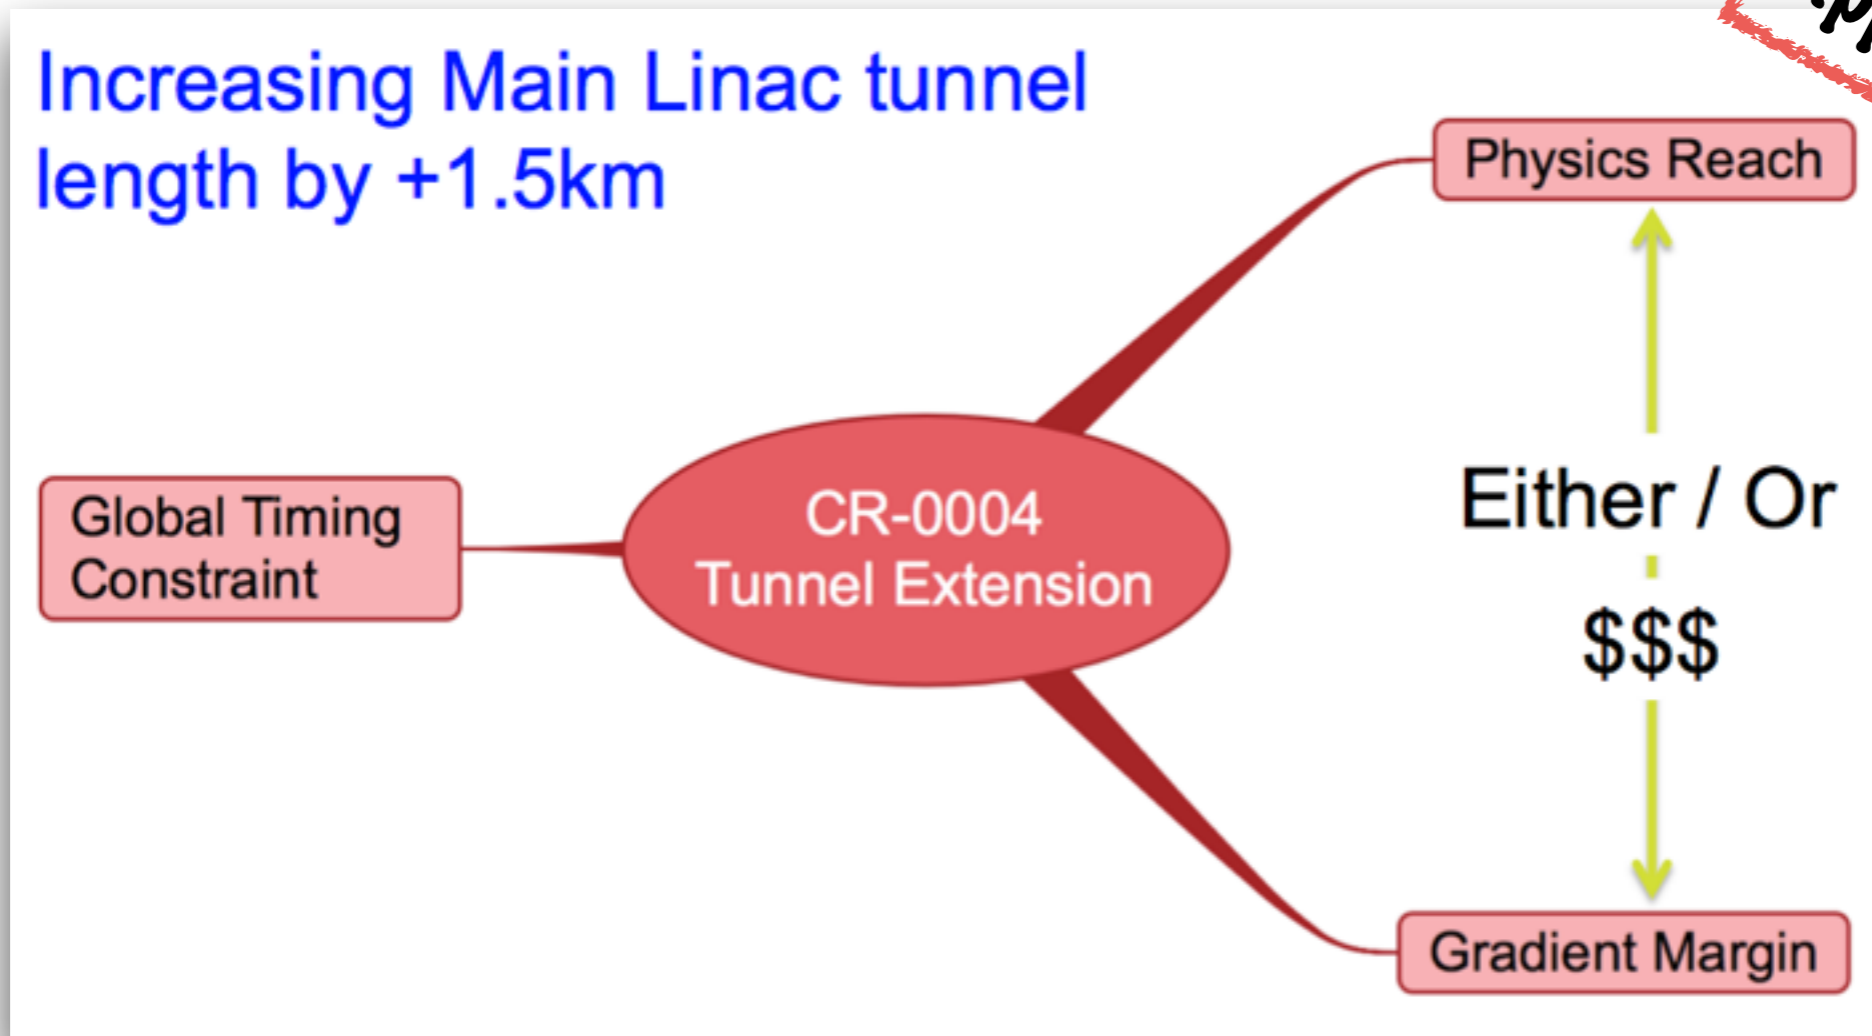 Increasing Main Linac tunnel
length by +1.5km
Physics Reach
Global Timing
Constraint
CR-0004
Tunnel Extension
Either / Or
$$$
Gradient Margin